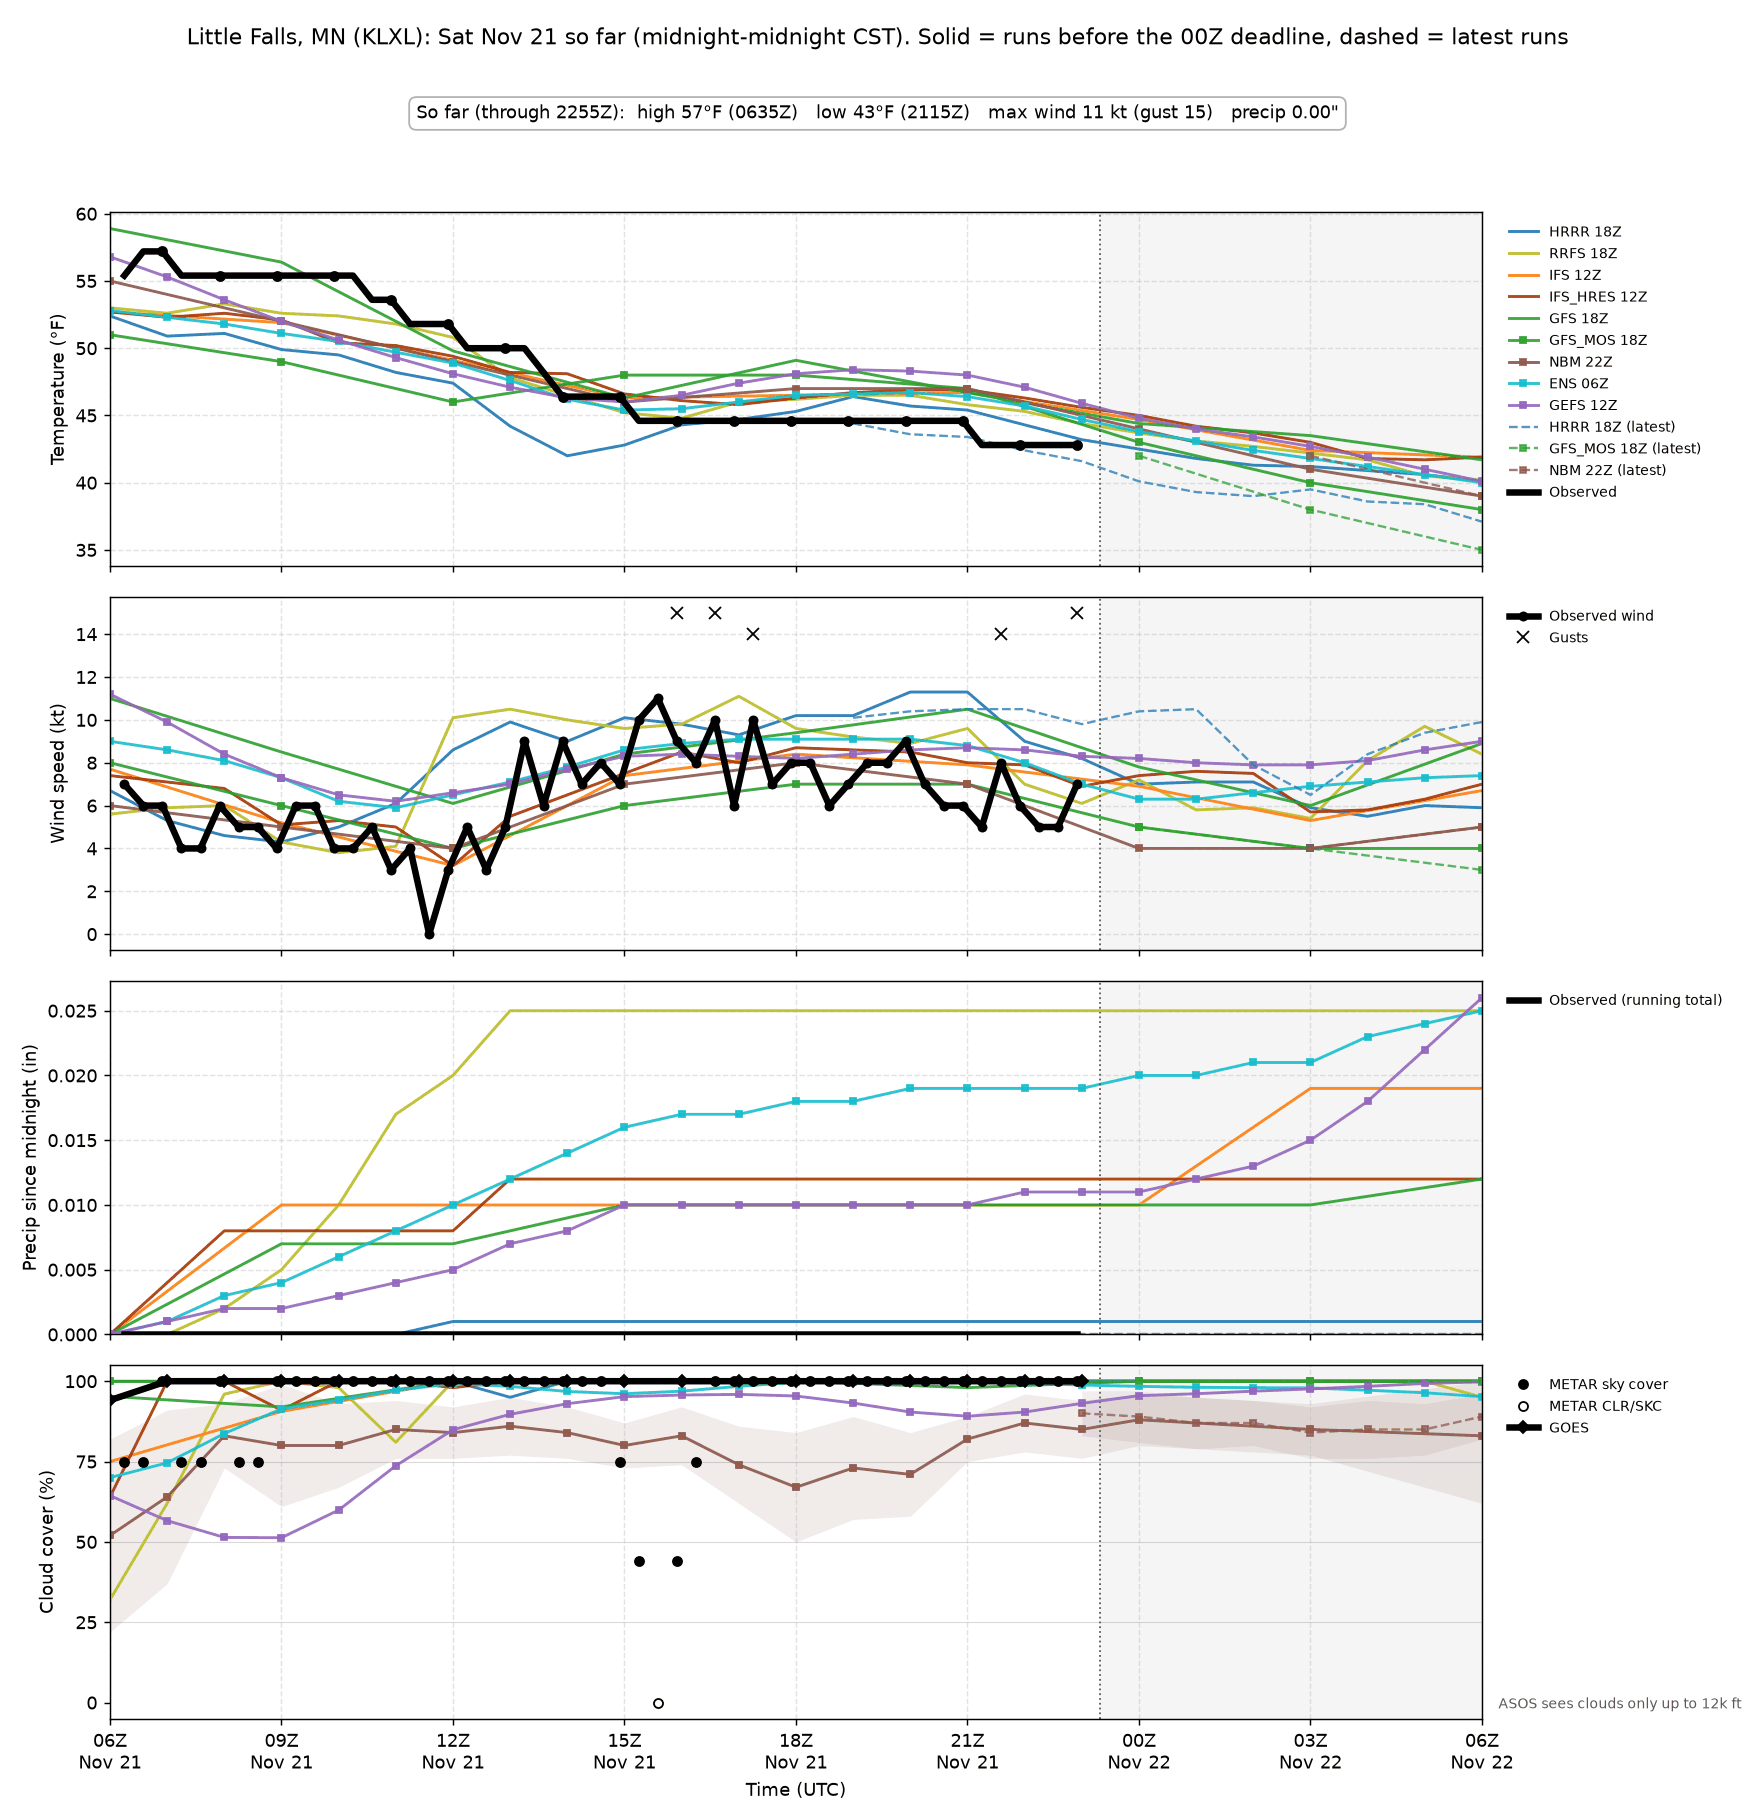 Little Falls, MN (KLXL): Sat Nov 21 so far (midnight-midnight CST). Solid = runs before the 00Z deadline, dashed = latest runs
So far (through 2255Z):  high 57°F (0635Z)   low 43°F (2115Z)   max wind 11 kt (gust 15)   precip 0.00"
Temperature (°F)
60
55
50
45
40
35
HRRR 18Z
RRFS 18Z
IFS 12Z
IFS_HRES 12Z
GFS 18Z
GFS_MOS 18Z
NBM 22Z
ENS 06Z
GEFS 12Z
HRRR 18Z (latest)
GFS_MOS 18Z (latest)
NBM 22Z (latest)
Observed
Wind speed (kt)
14
12
10
8
6
4
2
0
Observed wind
Gusts
Precip since midnight (in)
0.025
0.020
0.015
0.010
0.005
0.000
Observed (running total)
Cloud cover (%)
100
75
50
25
0
METAR sky cover
METAR CLR/SKC
GOES
ASOS sees clouds only up to 12k ft
06Z 09Z 12Z 15Z 18Z 21Z 00Z 03Z 06Z
Nov 21 Nov 21 Nov 21 Nov 21 Nov 21 Nov 21 Nov 22 Nov 22 Nov 22
Time (UTC)